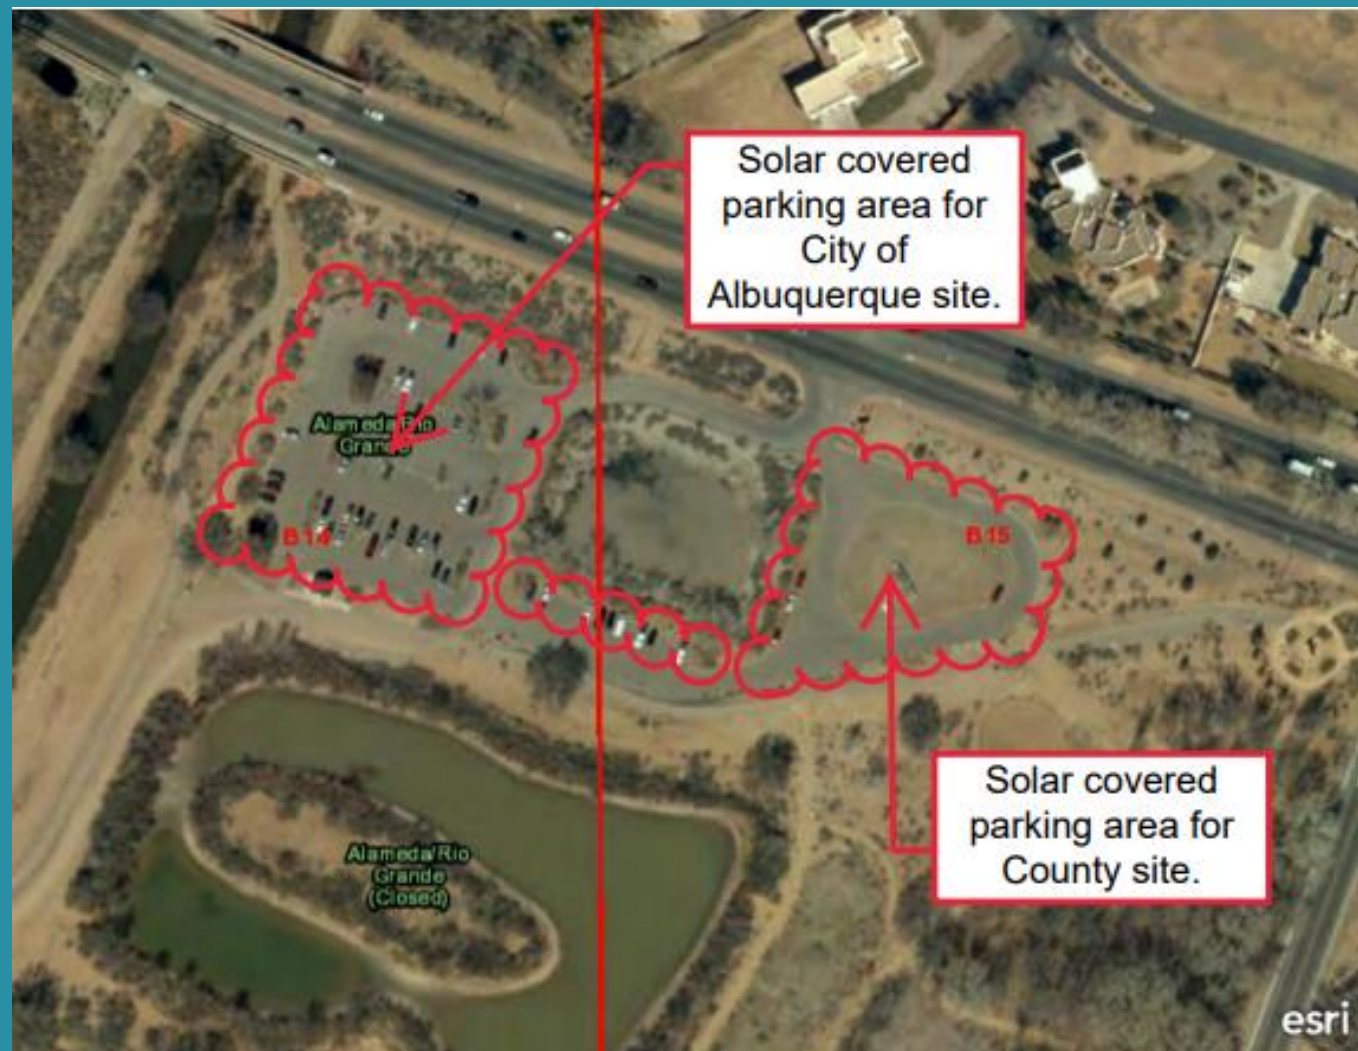 Solar covered
parking area for
City of
Albuquerque site.
Alameda/Rio
Grande
B14
B15
Solar covered
parking area for
County site.
Alameda/Rio
Grande
(Closed)
esri